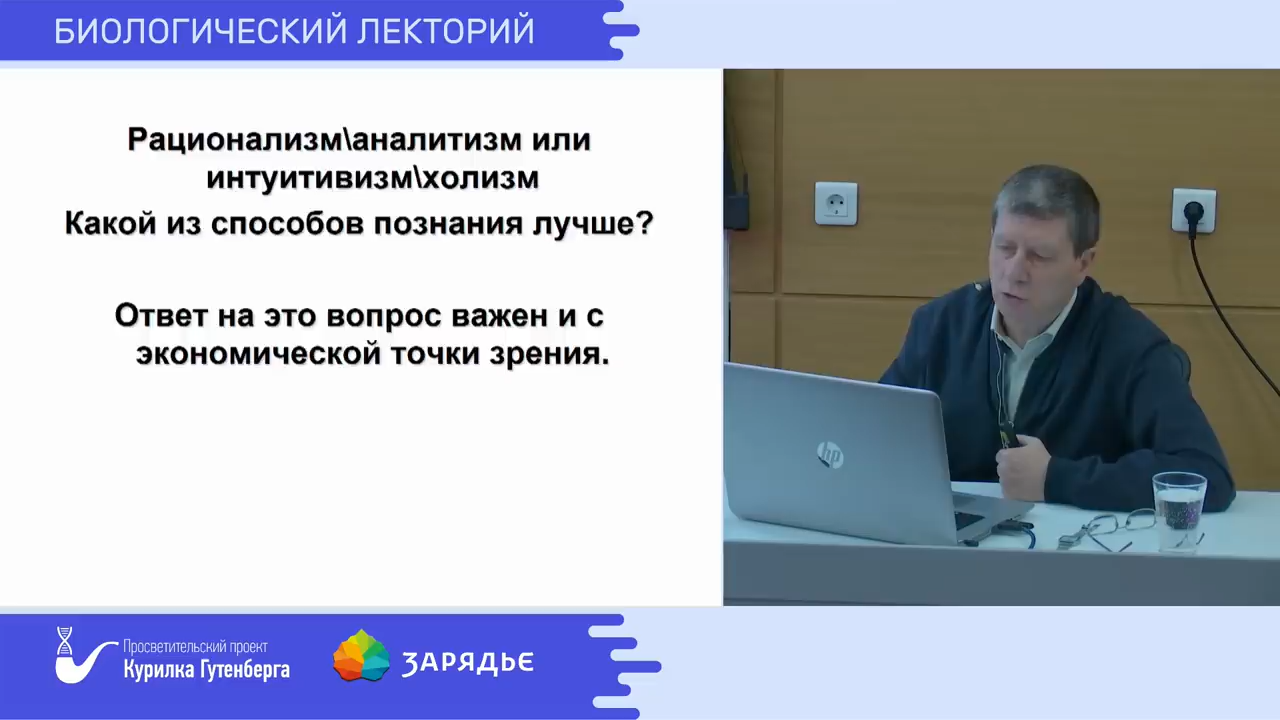 БИОЛОГИЧЕСКИЙ ЛЕКТОРИЙ
Рационализм\аналитизм или
интуитивизм\холизм
Какой из способов познания лучше?
Ответ на это вопрос важен и с
экономической точки зрения.
hp
Просветительский проект
Курилка Гутенберга
ЗАРЯДЬЕ